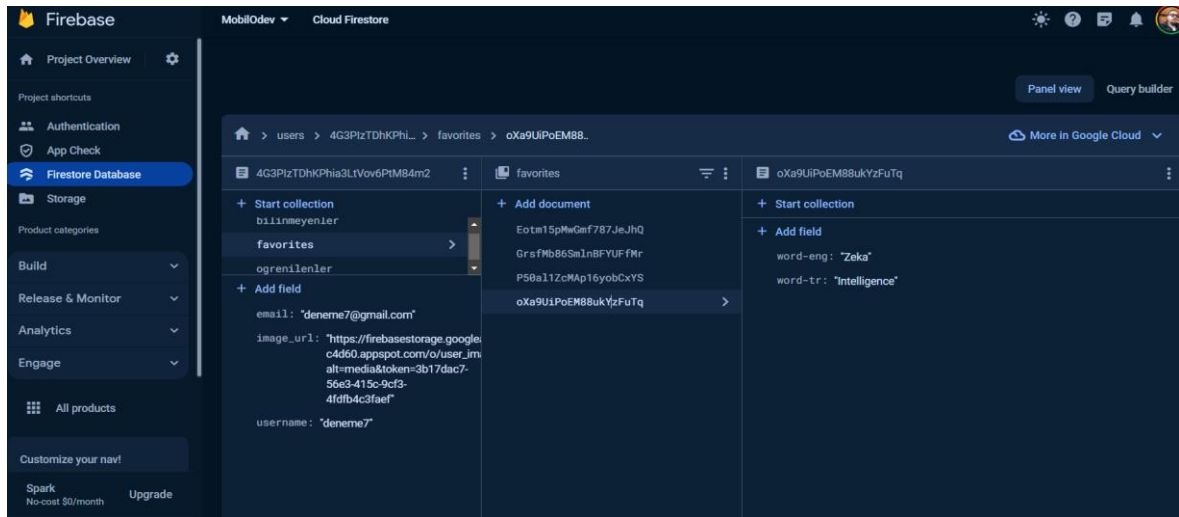 Firebase
MobilOdev
Cloud Firestore
Project Overview
Project shortcuts
Authentication
App Check
Firestore Database
Storage
Product categories
Build
Release & Monitor
Analytics
Engage
All products
Customize your nav!
Spark
No-cost $0/month
Upgrade
Panel view
Query builder
users > 4G3PIzTDhKPhi... > favorites > oXa9UiPoEM88..
More in Google Cloud
4G3PIzTDhKPhia3LtVov6PtM84m2
+ Start collection
bilinmeyenler
favorites
ogrenilenler
+ Add field
email: "deneme7@gmail.com"
image_url: "https://firebasestorage.google
c4d60.appspot.com/o/user_im
alt=media&token=3b17dac7-
56e3-415c-9cf3-
4fdfb4c3faef"
username: "deneme7"
favorites
+ Add document
Eotm15pMwGmf787JeJhQ
GrsfMb86SmlnBFYUFfMr
P50al1ZcMAp16yobCxYS
oXa9UiPoEM88ukYzFuTq
oXa9UiPoEM88ukYzFuTq
+ Start collection
+ Add field
word-eng: "Zeka"
word-tr: "Intelligence"